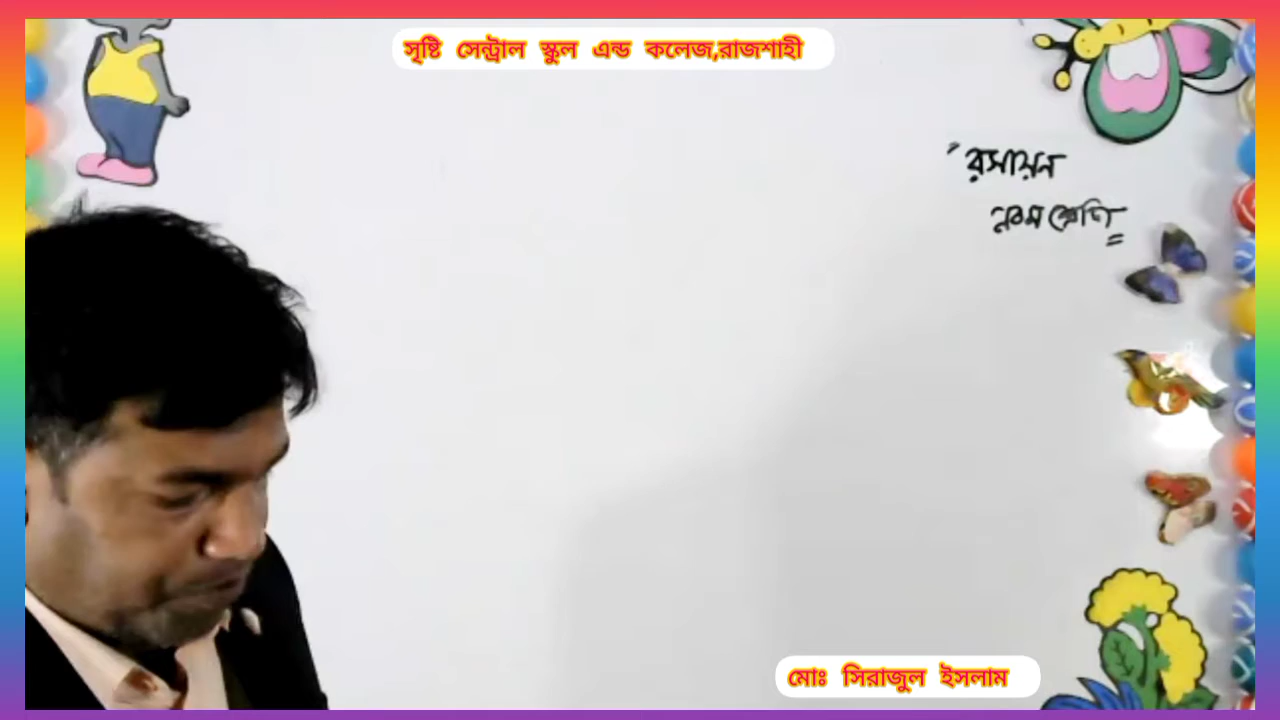 সৃষ্টি সেন্ট্রাল স্কুল এন্ড কলেজ,রাজশাহী
রসায়ন
নবম শ্রেণি
মোঃ সিরাজুল ইসলাম